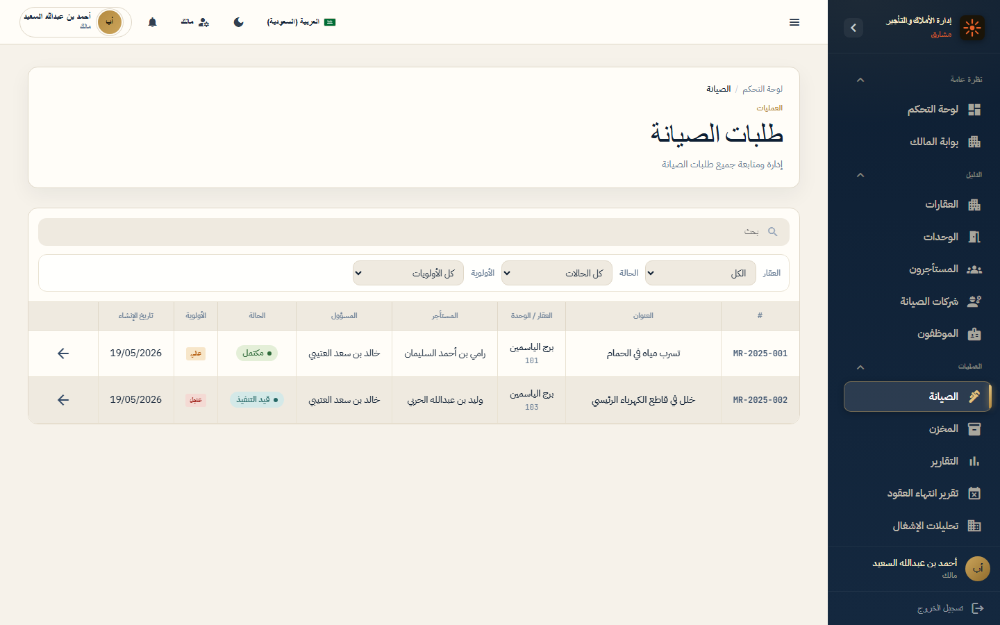 إدارة الأملاك والتأجير
مشارق
نظرة عامة
لوحة التحكم
بوابة المالك
الدليل
العقارات
الوحدات
المستأجرون
شركات الصيانة
الموظفون
العمليات
الصيانة
المخزن
التقارير
تقرير انتهاء العقود
تحليلات الإشغال
أب
أحمد بن عبدالله السعيد
مالك
تسجيل الخروج
العربية (السعودية)
مالك
أب
أحمد بن عبدالله السعيد
مالك
لوحة التحكم / الصيانة
العمليات
طلبات الصيانة
إدارة ومتابعة جميع طلبات الصيانة
بحث
العقار الكل الحالة كل الحالات الأولوية كل الأولويات
# العنوان العقار / الوحدة المستأجر المسؤول الحالة الأولوية تاريخ الإنشاء
MR-2025-001 تسرب مياه في الحمام برج الياسمين 101 رامي بن أحمد السليمان خالد بن سعد العتيبي مكتمل عالي 19/05/2026
MR-2025-002 خلل في قاطع الكهرباء الرئيسي برج الياسمين 103 وليد بن عبدالله الحربي خالد بن سعد العتيبي قيد التنفيذ عاجل 19/05/2026